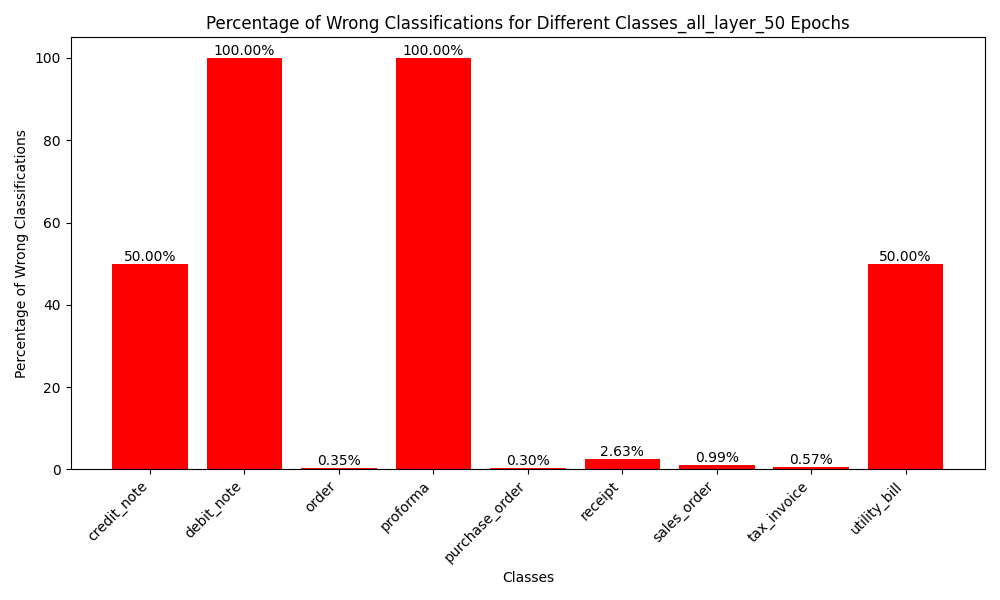 Percentage of Wrong Classifications for Different Classes_all_layer_50 Epochs
Percentage of Wrong Classifications
100
80
60
40
20
0
50.00%
100.00%
0.35%
100.00%
0.30%
2.63%
0.99%
0.57%
50.00%
credit_note
debit_note
order
proforma
purchase_order
receipt
sales_order
tax_invoice
utility_bill
Classes